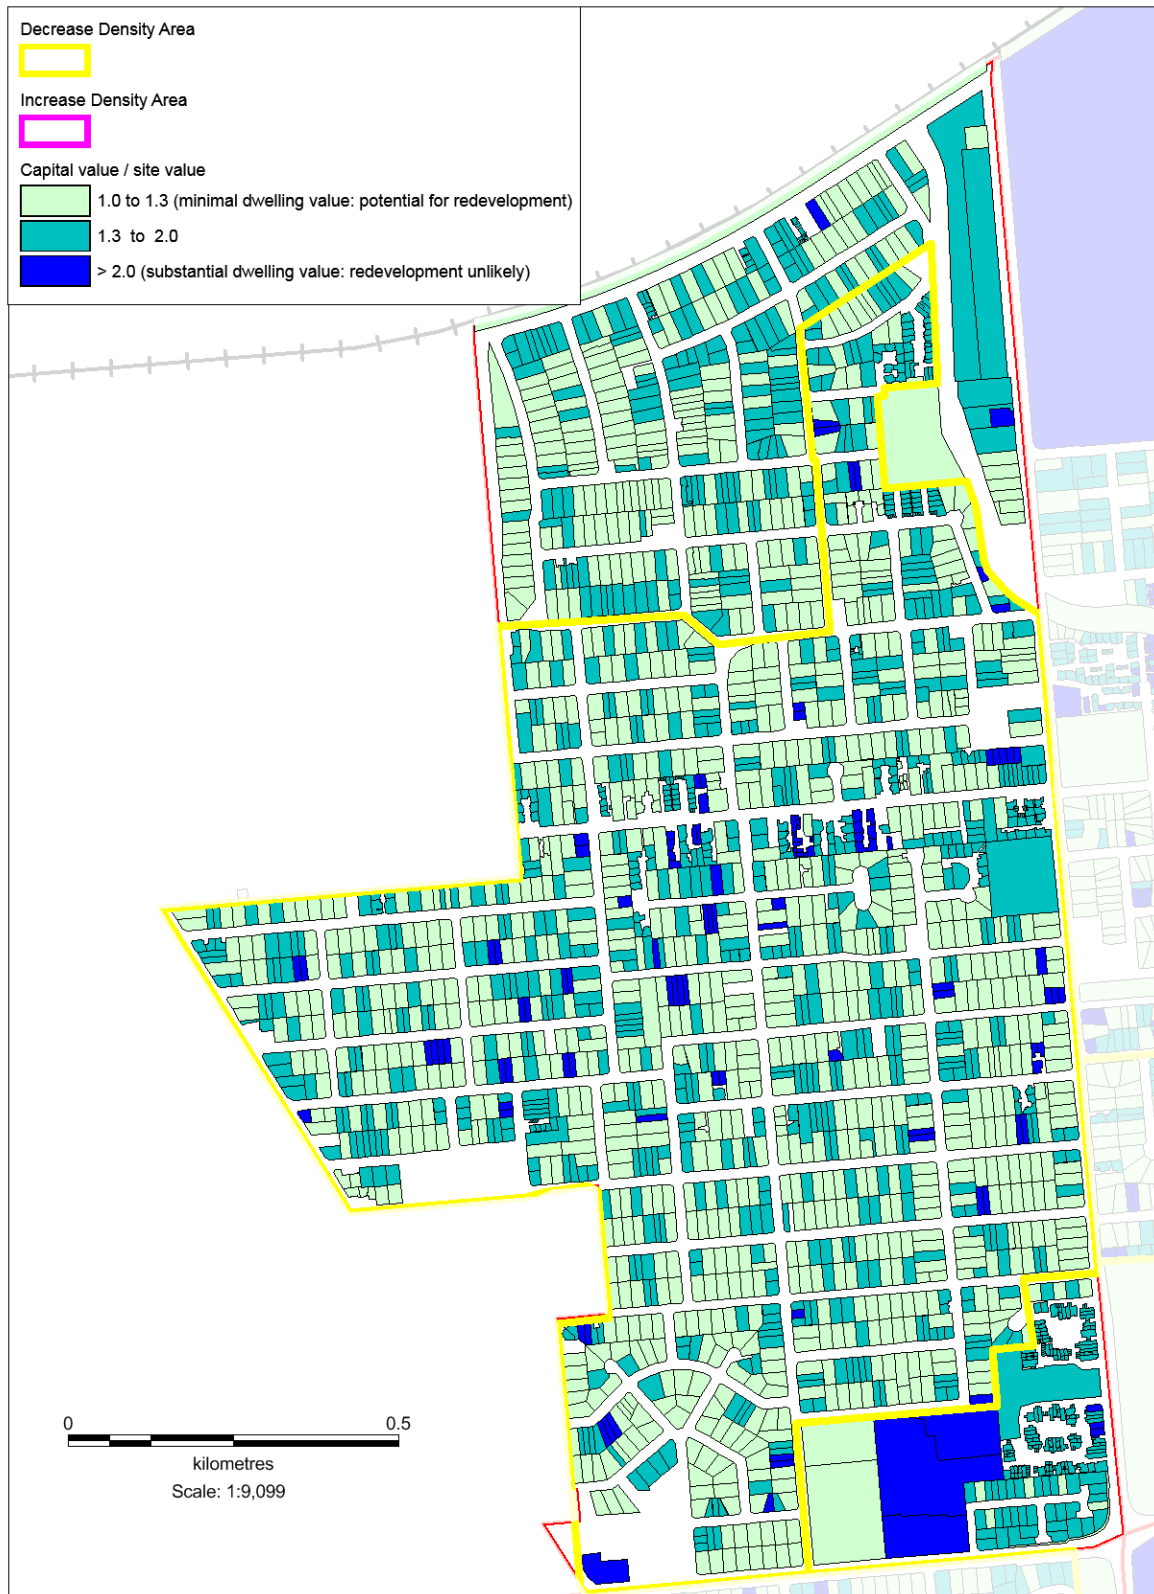 Decrease Density Area
Increase Density Area
Capital value / site value
1.0 to 1.3 (minimal dwelling value: potential for redevelopment)
1.3 to 2.0
> 2.0 (substantial dwelling value: redevelopment unlikely)
0 0.5
kilometres
Scale: 1:9,099